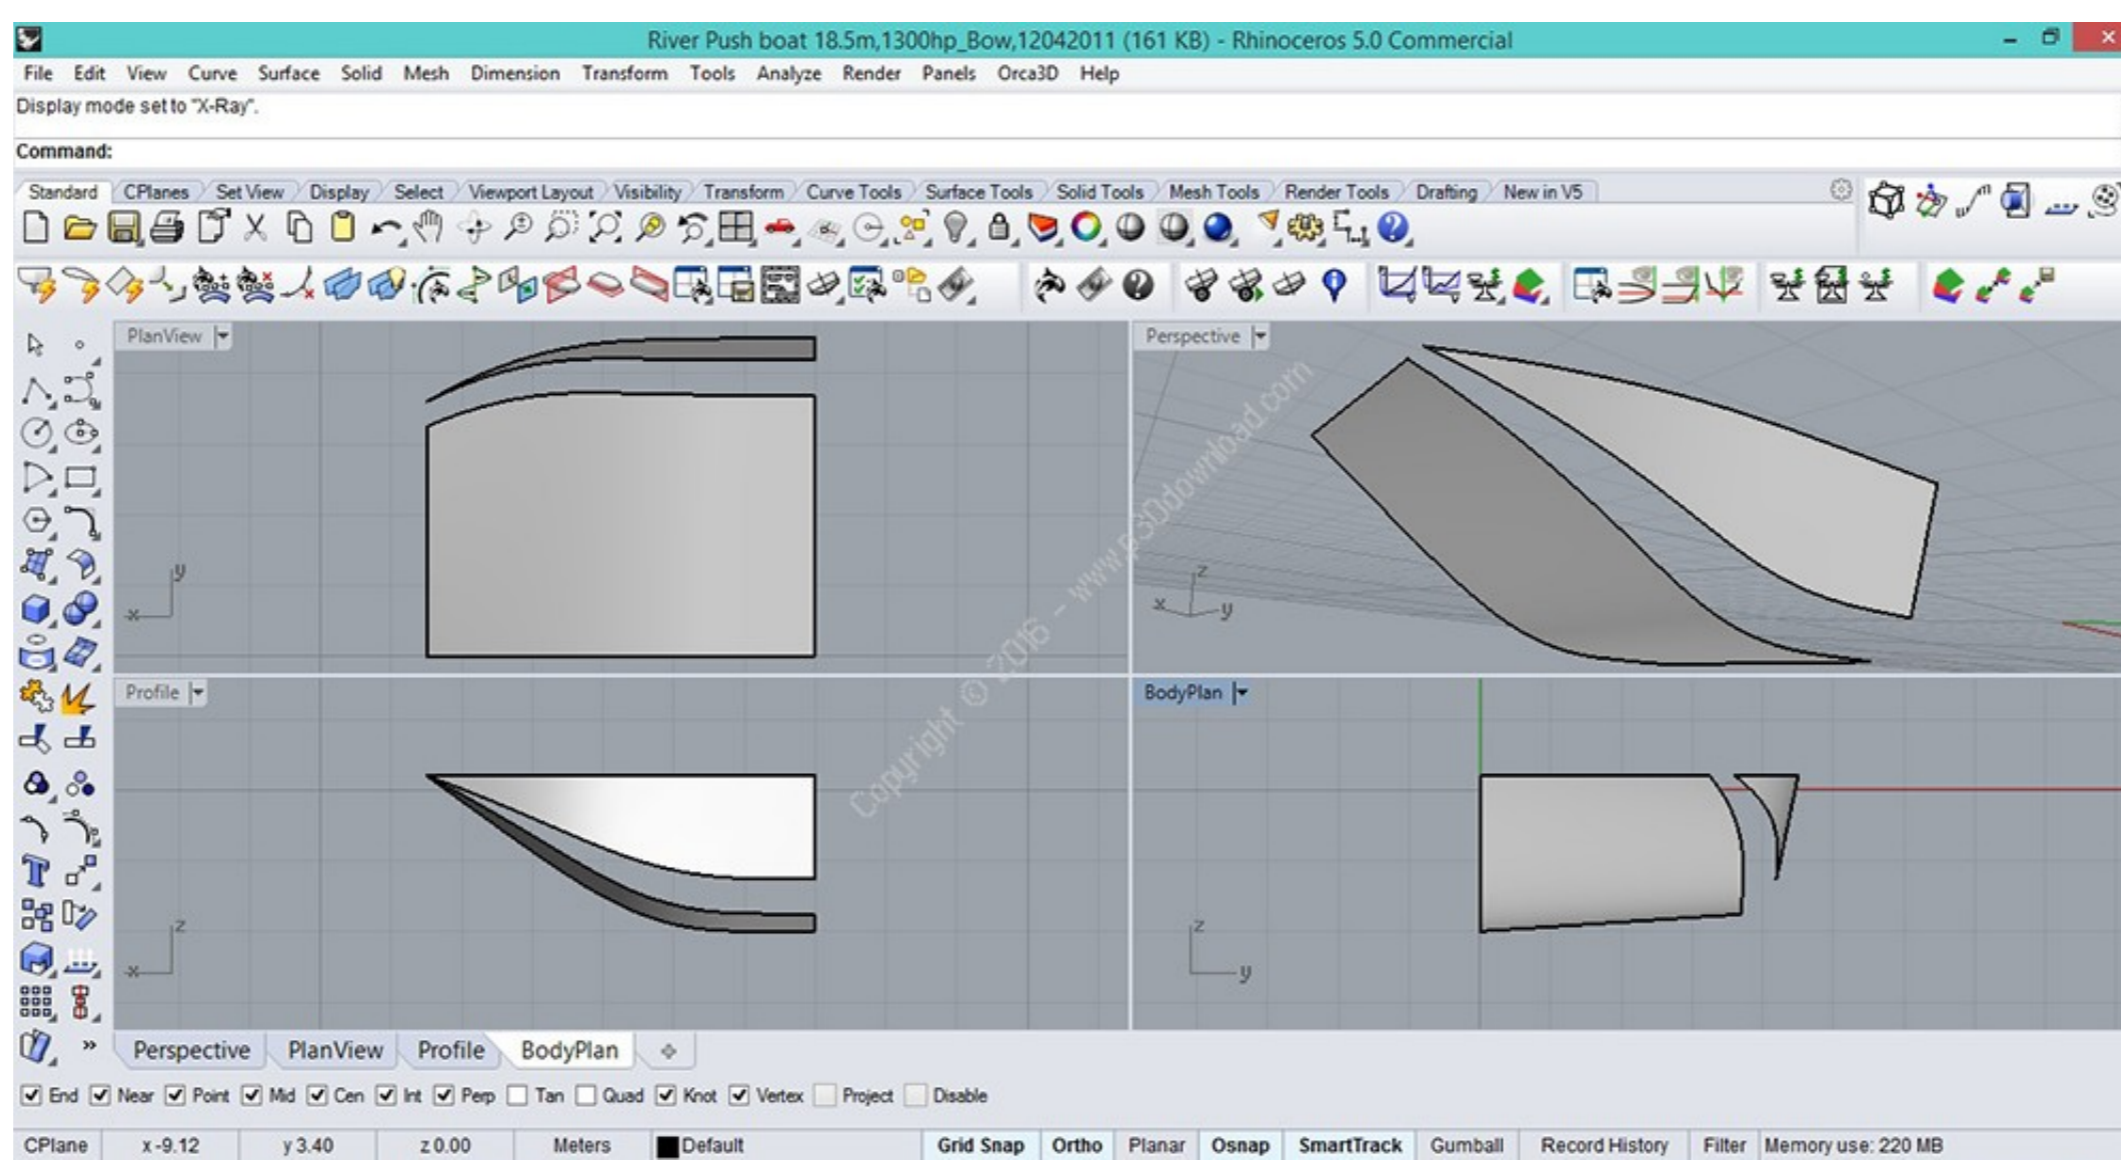 River Push boat 18.5m,1300hp_Bow,12042011 (161 KB) - Rhinoceros 5.0 Commercial
File Edit View Curve Surface Solid Mesh Dimension Transform Tools Analyze Render Panels Orca3D Help
Display mode set to "X-Ray".
Command:
Standard CPlanes Set View Display Select Viewport Layout Visibility Transform Curve Tools Surface Tools Solid Tools Mesh Tools Render Tools Drafting New in V5
PlanView
y
x
Perspective
z
x y
Copyright © 2016 - www.p30download.com
Profile
z
x
BodyPlan
z
y
Perspective PlanView Profile BodyPlan
End Near Point Mid Cen Int Perp Tan Quad Knot Vertex Project Disable
CPlane x -9.12 y 3.40 z 0.00 Meters Default Grid Snap Ortho Planar Osnap SmartTrack Gumball Record History Filter Memory use: 220 MB